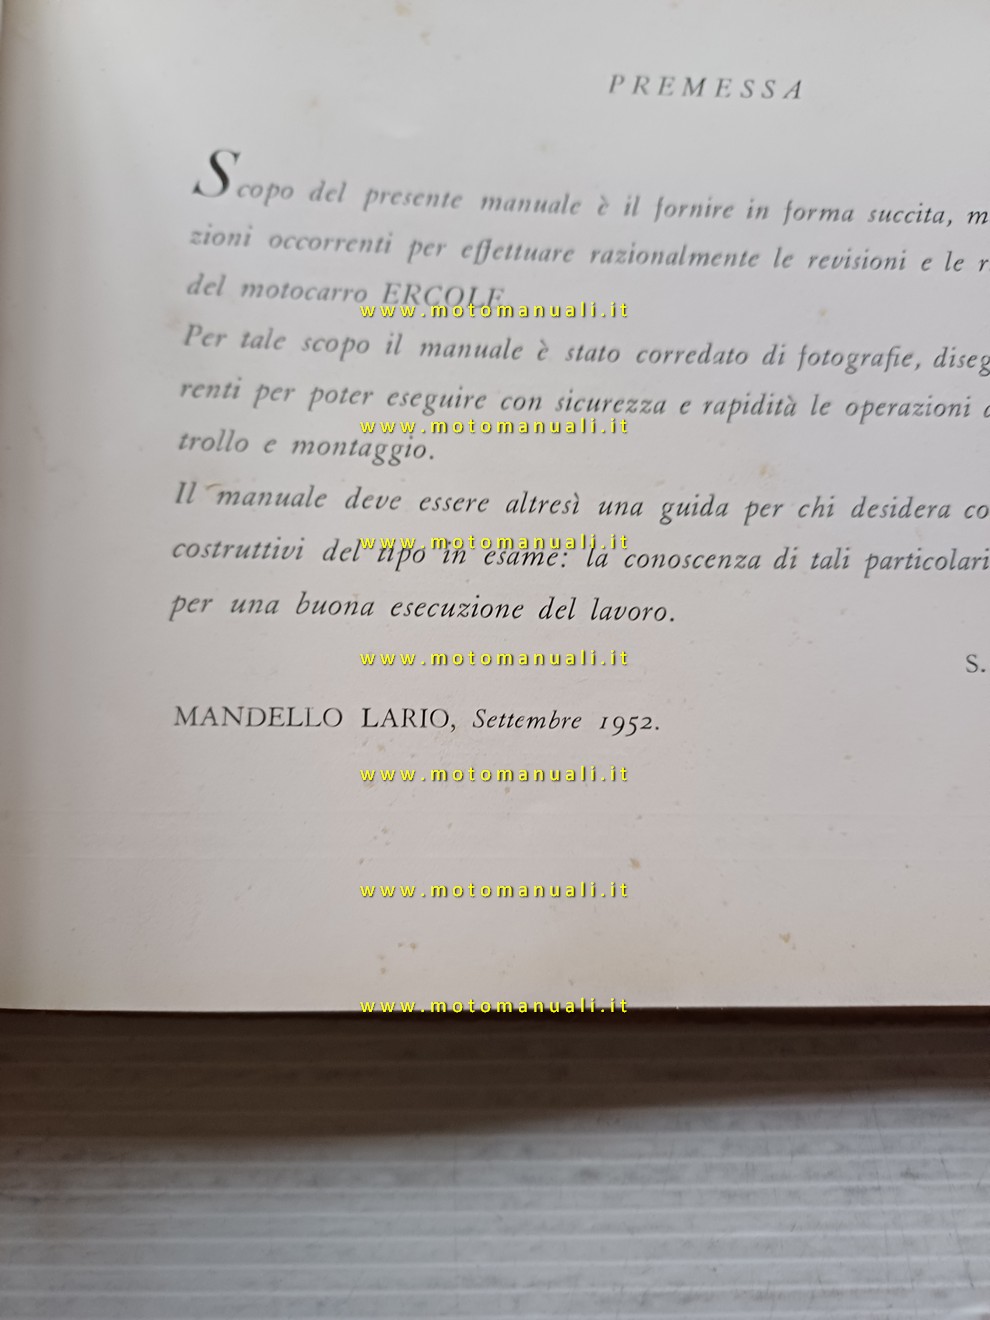 PREMESSA
Scopo del presente manuale è il fornire in forma succita, m
zioni occorrenti per effettuare razionalmente le revisioni e le r
del motocarro ERCOLE
www.motomanuali.it
Per tale scopo il manuale è stato corredato di fotografie, diseg
renti per poter eseguire con sicurezza e rapidità le operazioni
www.motomanuali.it
trollo e montaggio.
Il manuale deve essere altresì una guida per chi desidera co
www.motomanuali.it
costruttivi del tipo in esame: la conoscenza di tali particolari
per una buona esecuzione del lavoro.
www.motomanuali.it
S.
MANDELLO LARIO, Settembre 1952.
www.motomanuali.it
www.motomanuali.it
www.motomanuali.it